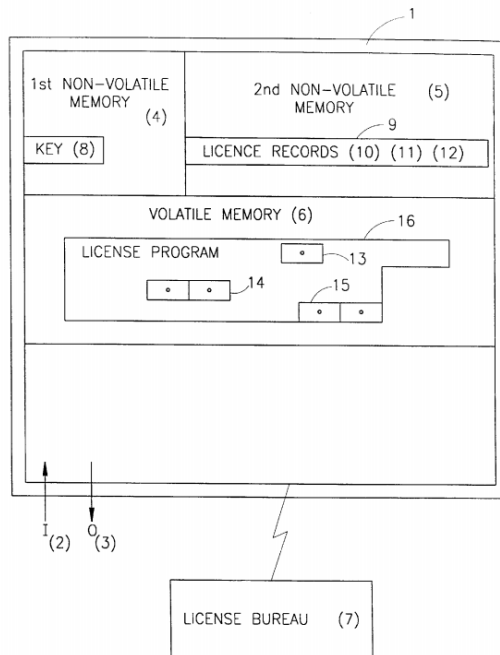 1
1st NON-VOLATILE
MEMORY
(4)
2nd NON-VOLATILE (5)
MEMORY
9
KEY (8)
LICENCE RECORDS (10) (11) (12)
VOLATILE MEMORY (6)
16
LICENSE PROGRAM
13
14
15
I
(2)
O
(3)
LICENSE BUREAU (7)